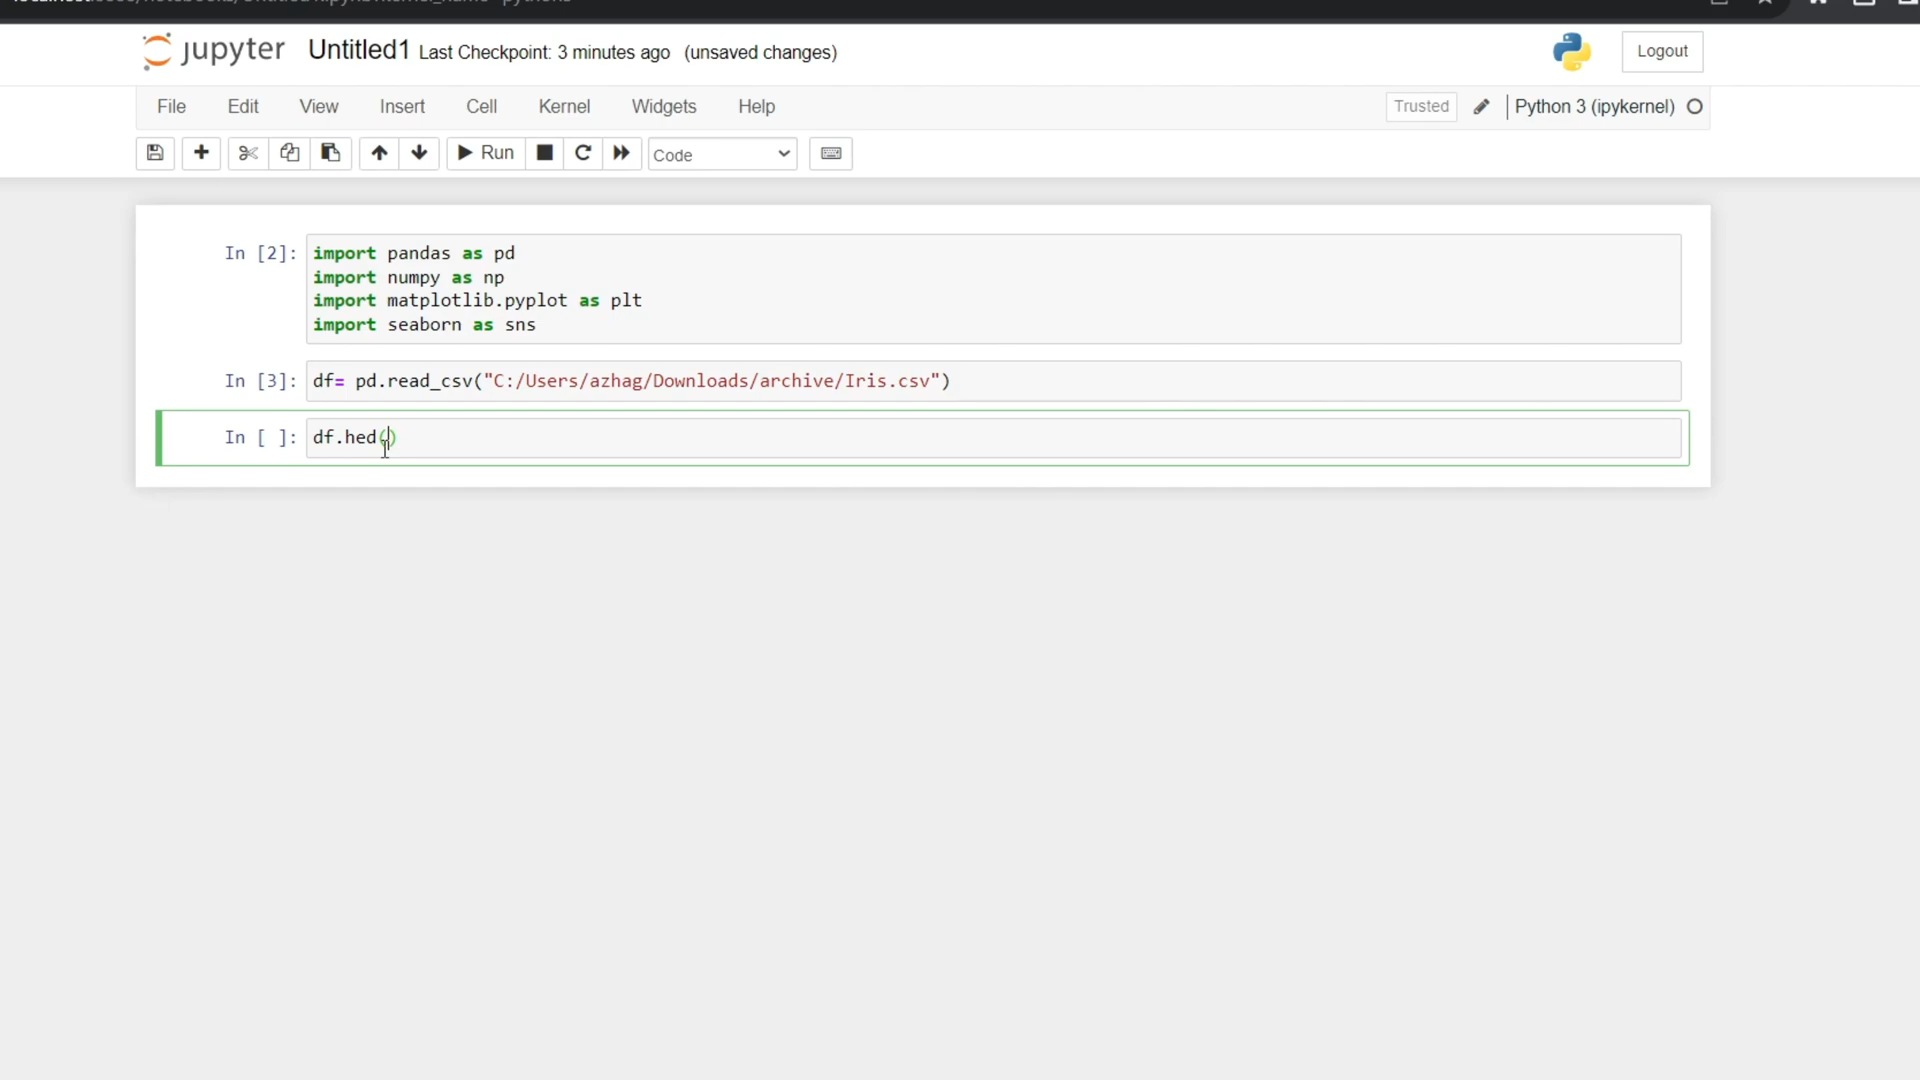 jupyter Untitled1 Last Checkpoint: 3 minutes ago (unsaved changes) Logout
File Edit View Insert Cell Kernel Widgets Help Trusted Python 3 (ipykernel)
Run Code
In [2]: import pandas as pd
import numpy as np
import matplotlib.pyplot as plt
import seaborn as sns
In [3]: df= pd.read_csv("C:/Users/azhag/Downloads/archive/Iris.csv")
In [ ]: df.hed()